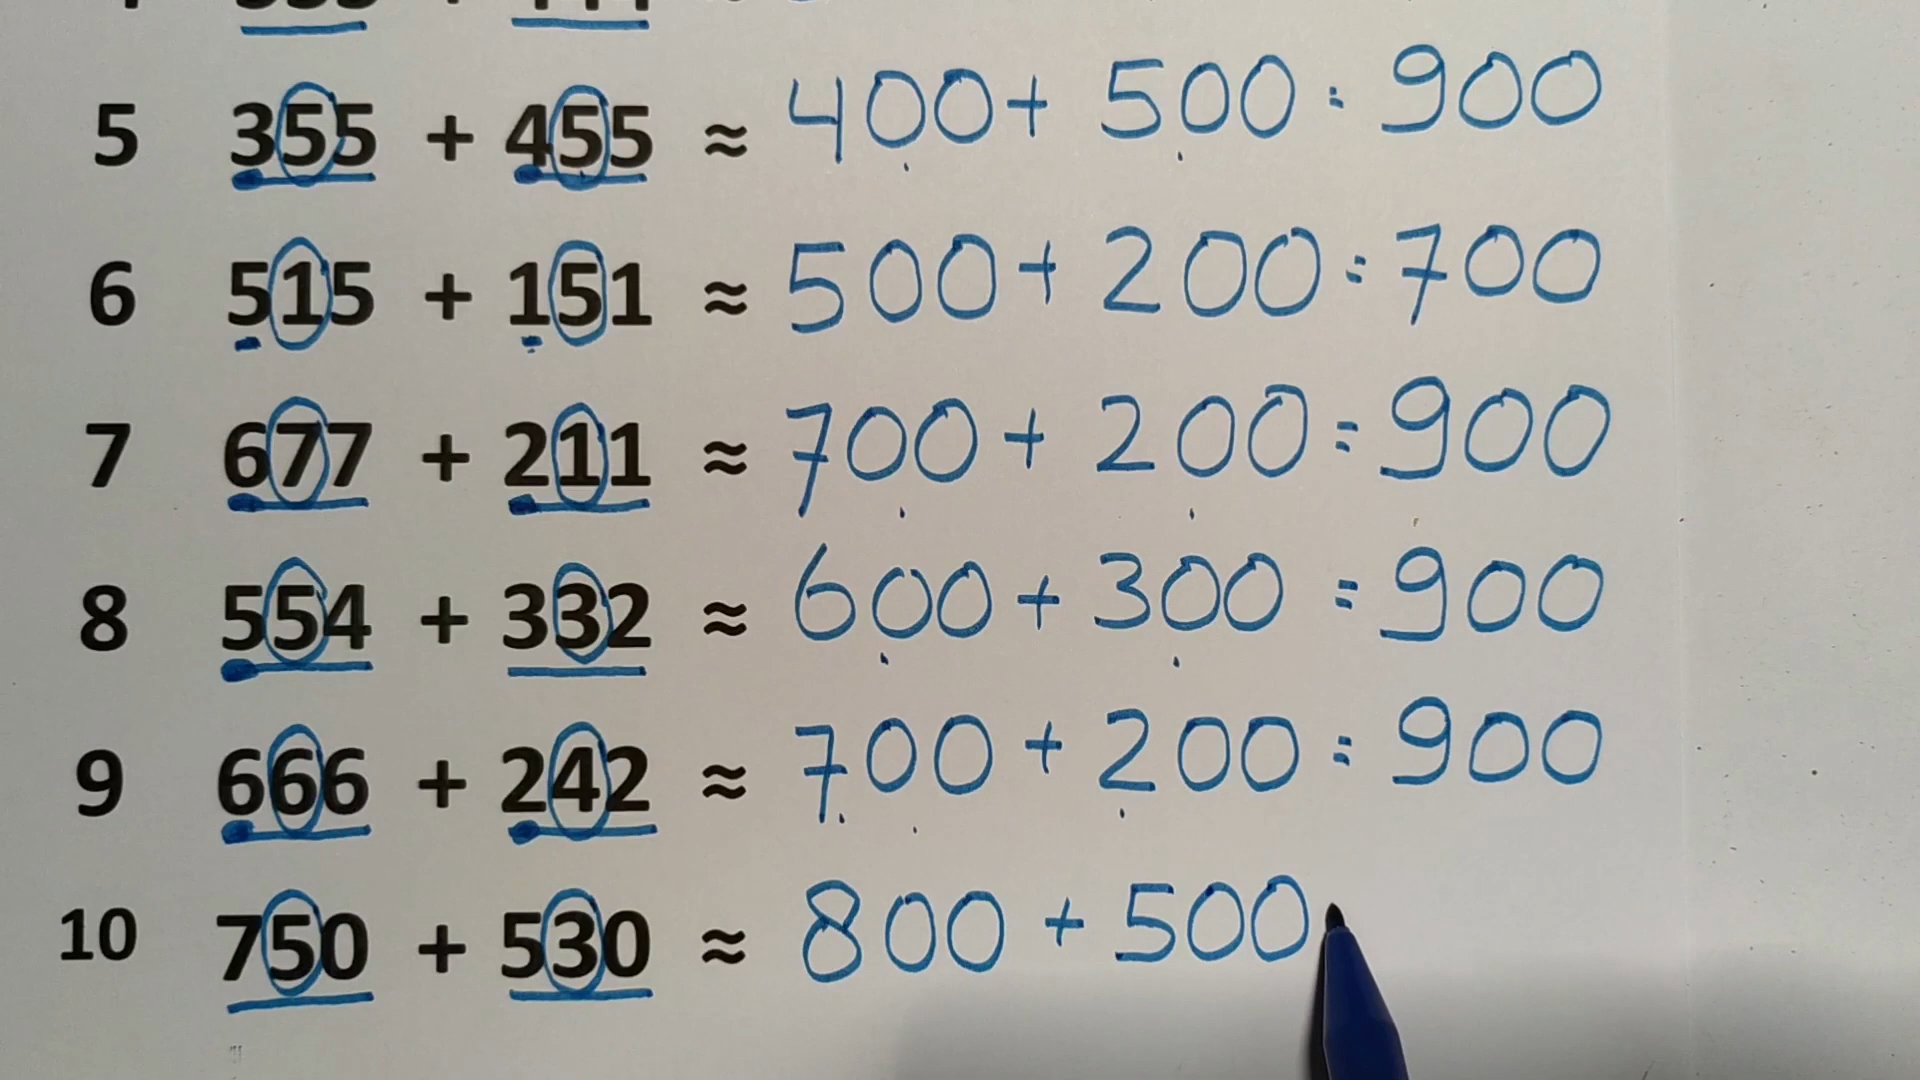 5 355 + 455 ≈ 400 + 500 = 900
6 515 + 151 ≈ 500 + 200 = 700
7 677 + 211 ≈ 700 + 200 = 900
8 554 + 332 ≈ 600 + 300 = 900
9 666 + 242 ≈ 700 + 200 = 900
10 750 + 530 ≈ 800 + 500